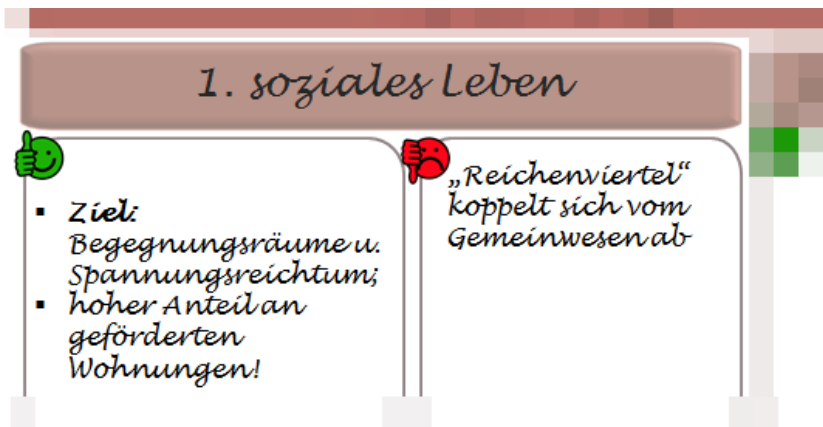 1. soziales Leben
▪ Ziel:
Begegnungsräume u.
Spannungsreichtum;
▪ hoher Anteil an
geförderten
Wohnungen!
„Reichenviertel“
koppelt sich vom
Gemeinwesen ab